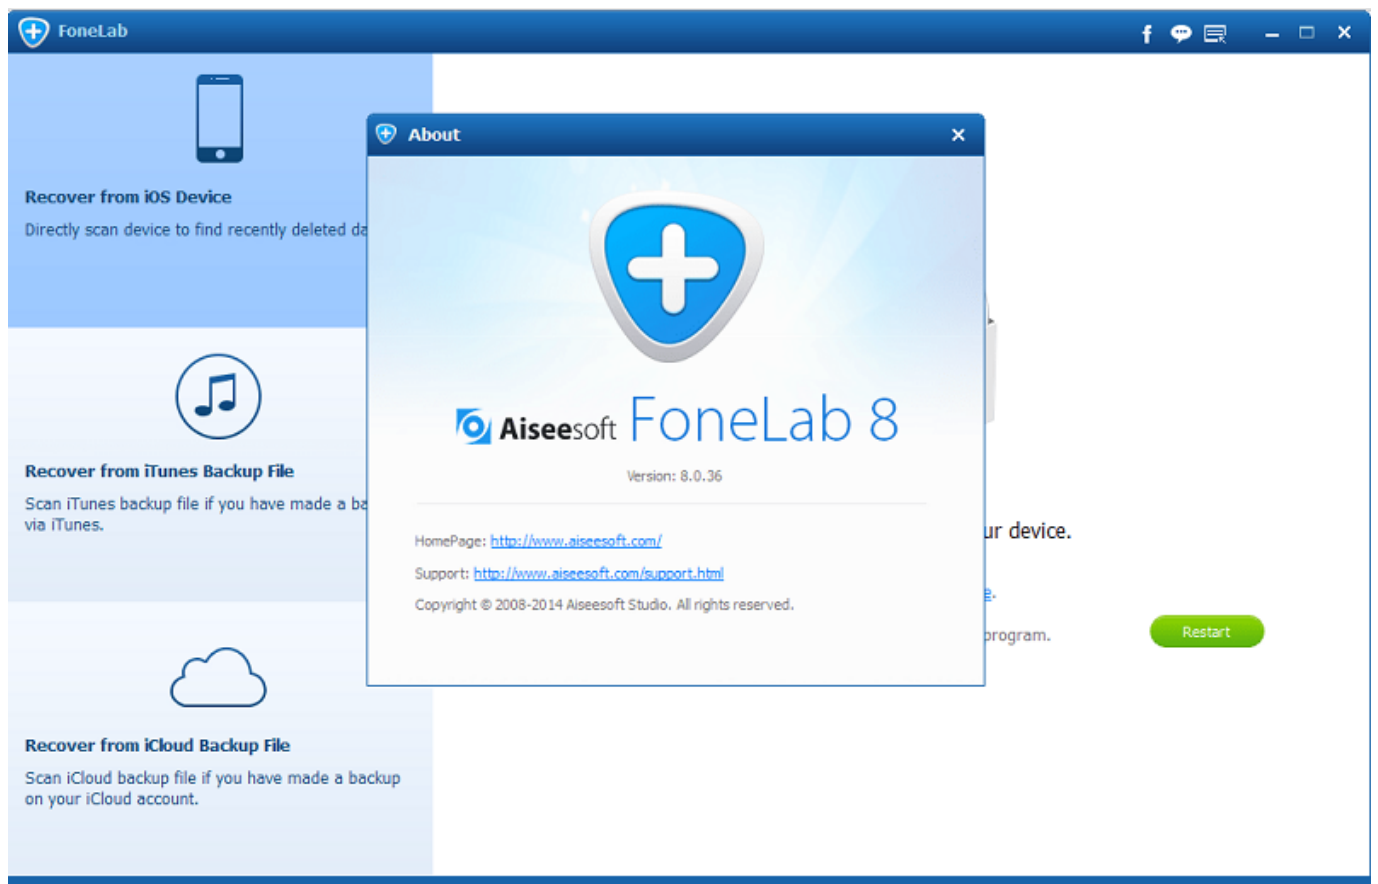 FoneLab
About
Recover from iOS Device
Directly scan device to find recently deleted
Aiseesoft FoneLab 8
Version: 8.0.36
Recover from iTunes Backup File
Scan iTunes backup file if you have made a
via iTunes.
HomePage: http://www.aiseesoft.com/
device.
Support: http://www.aiseesoft.com/support.html
Copyright © 2008-2014 Aiseesoft Studio. All rights reserved.
program.
Restart
Recover from iCloud Backup File
Scan iCloud backup file if you have made a backup
on your iCloud account.